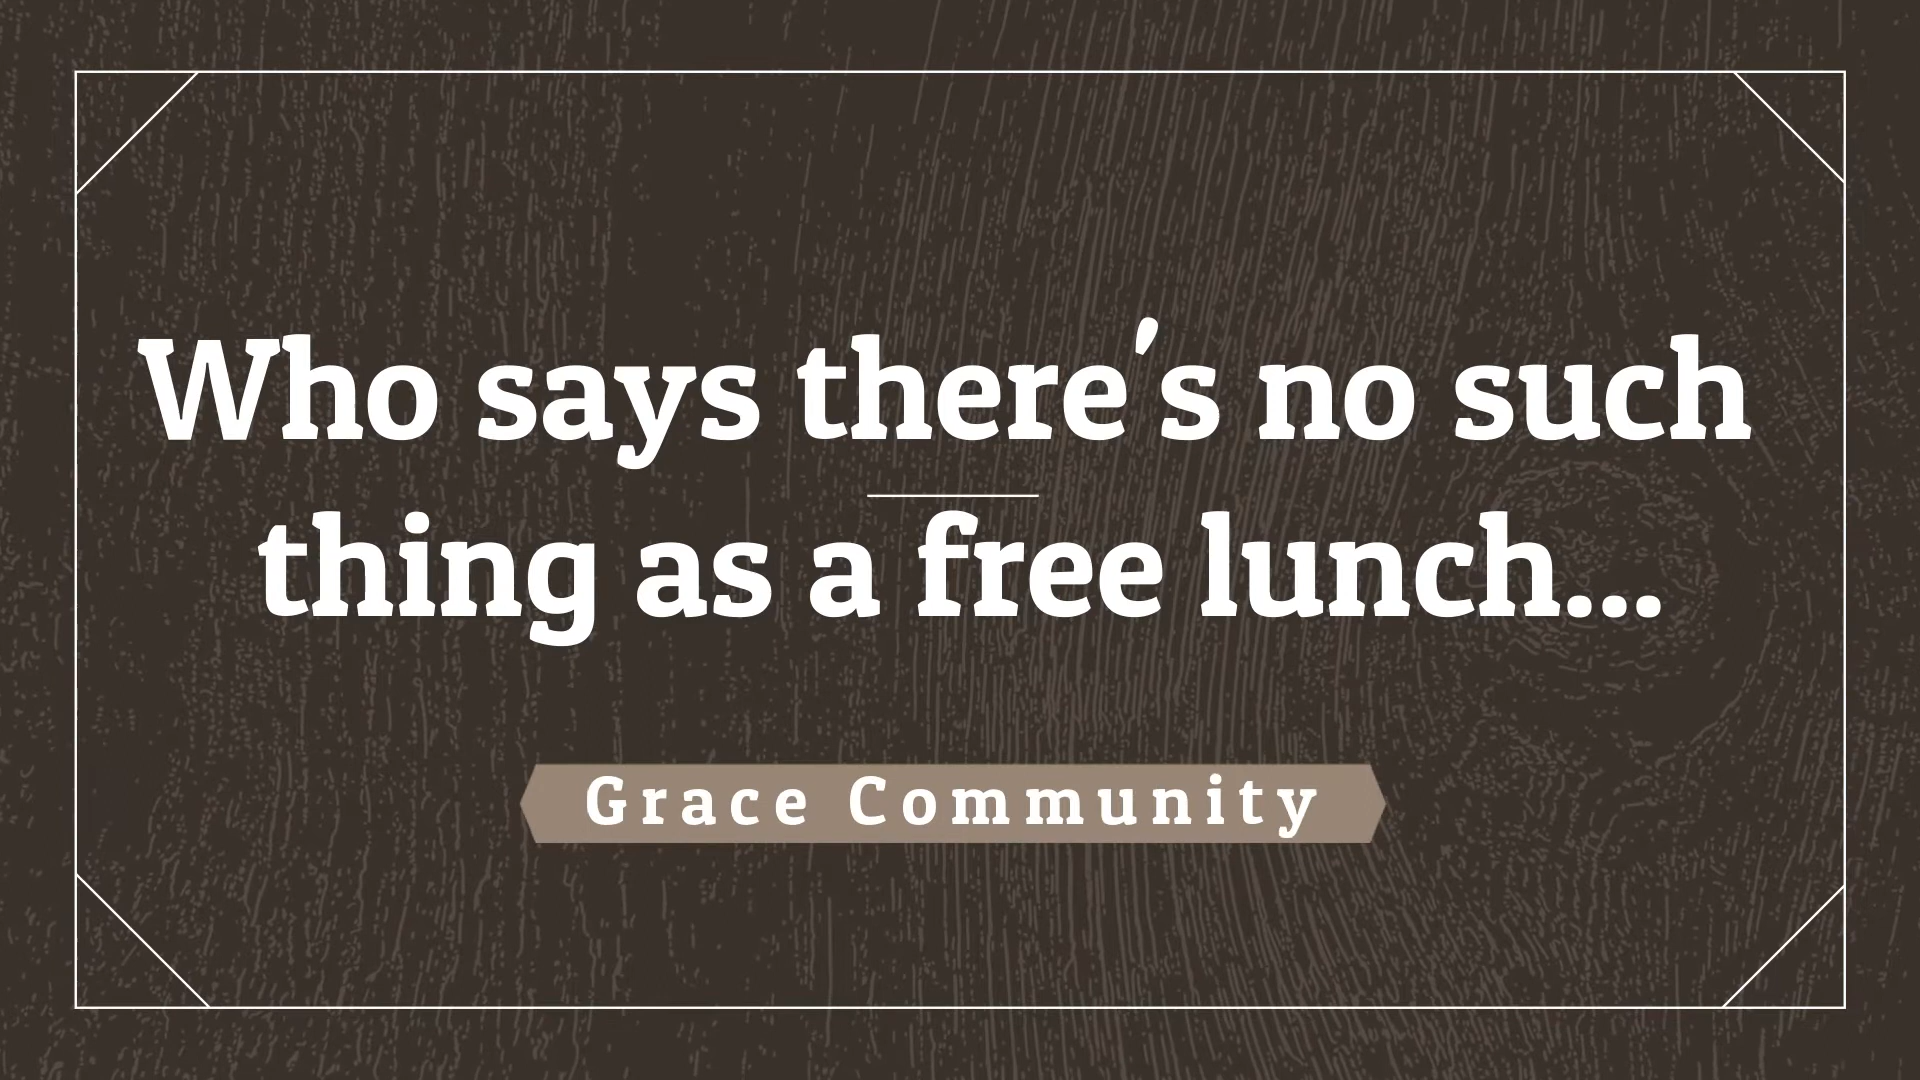 Who says there's no such
thing as a free lunch...
Grace Community